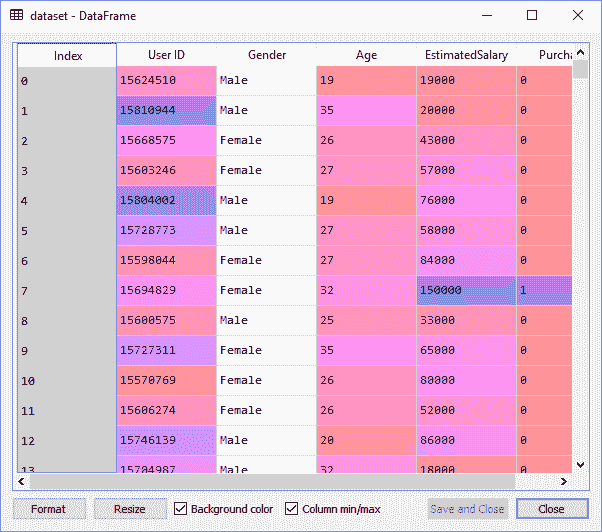 dataset - DataFrame
Index User ID Gender Age EstimatedSalary Purcha
0 15624510 Male 19 19000 0
1 15810944 Male 35 20000 0
2 15668575 Female 26 43000 0
3 15603246 Female 27 57000 0
4 15804002 Male 19 76000 0
5 15728773 Male 27 58000 0
6 15598044 Female 27 84000 0
7 15694829 Female 32 150000 1
8 15600575 Male 25 33000 0
9 15727311 Female 35 65000 0
10 15570769 Female 26 80000 0
11 15606274 Female 26 52000 0
12 15746139 Male 20 86000 0
13 15704987 Male 32 18000 0
Format Resize Background color Column min/max Save and Close Close